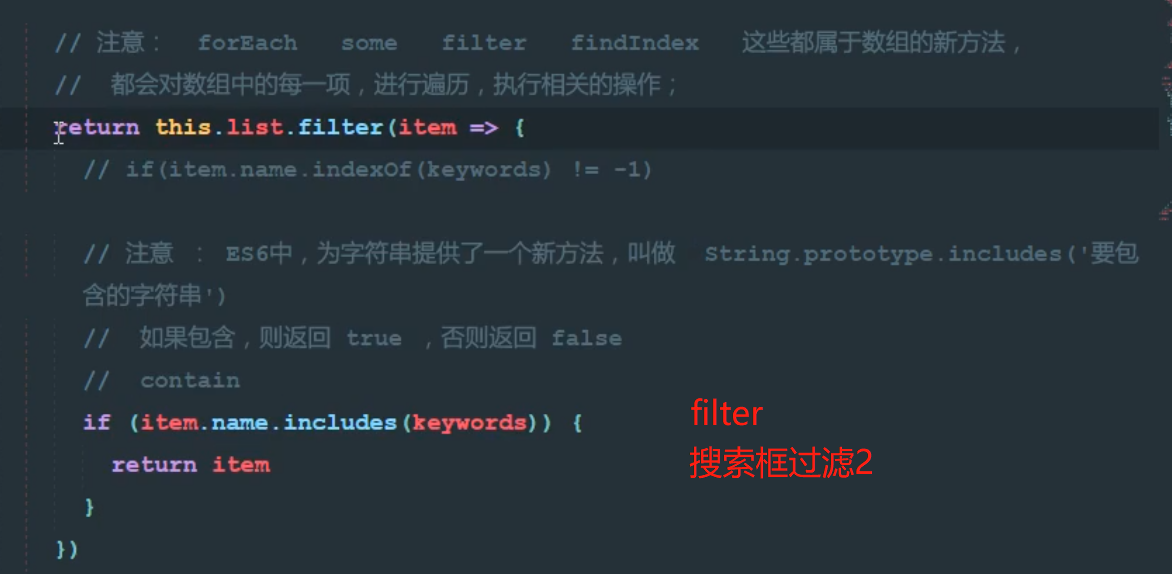 // 注意： forEach some filter findIndex 这些都属于数组的新方法，
// 都会对数组中的每一项，进行遍历，执行相关的操作；
return this.list.filter(item => {
// if(item.name.indexOf(keywords) != -1)
// 注意 ： ES6中，为字符串提供了一个新方法，叫做 String.prototype.includes('要包
含的字符串')
// 如果包含，则返回 true ，否则返回 false
// contain
if (item.name.includes(keywords)) {
filter
return item
搜索框过滤2
}
})